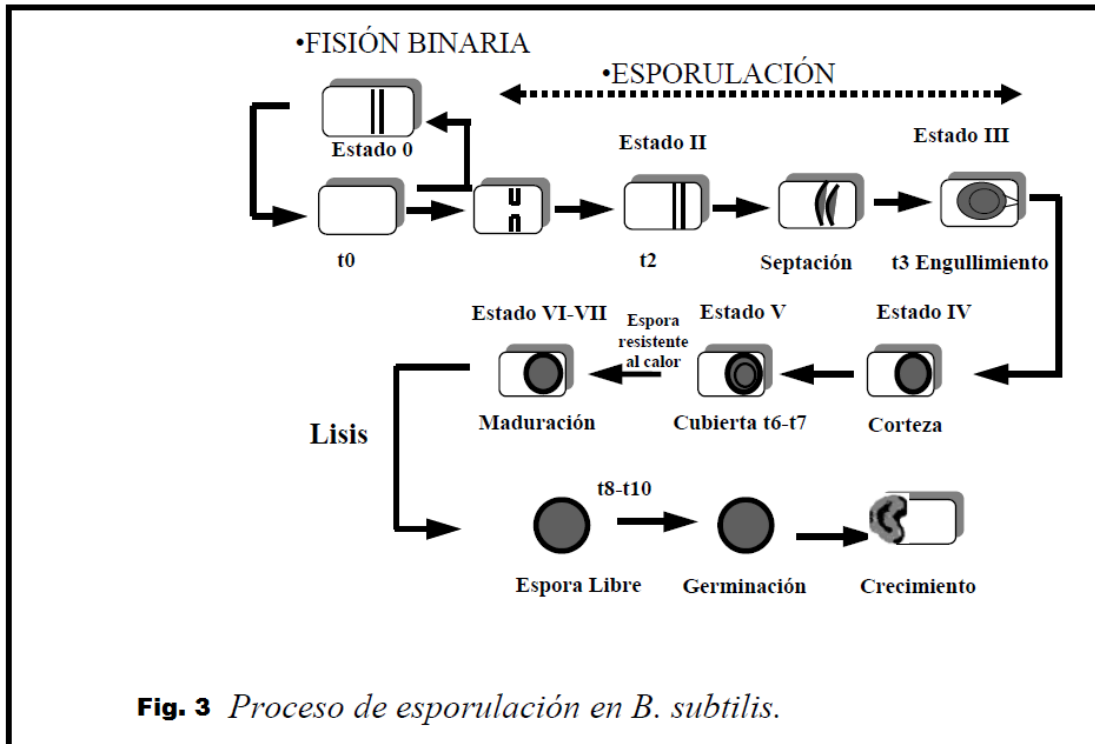 •FISIÓN BINARIA
•ESPORULACIÓN
Estado 0
Estado II
Estado III
t0
t2
Septación
t3 Engullimiento
Estado VI-VII
Espora
resistente
al calor
Estado V
Estado IV
Maduración
Cubierta t6-t7
Corteza
Lisis
t8-t10
Espora Libre
Germinación
Crecimiento
Fig. 3 Proceso de esporulación en B. subtilis.